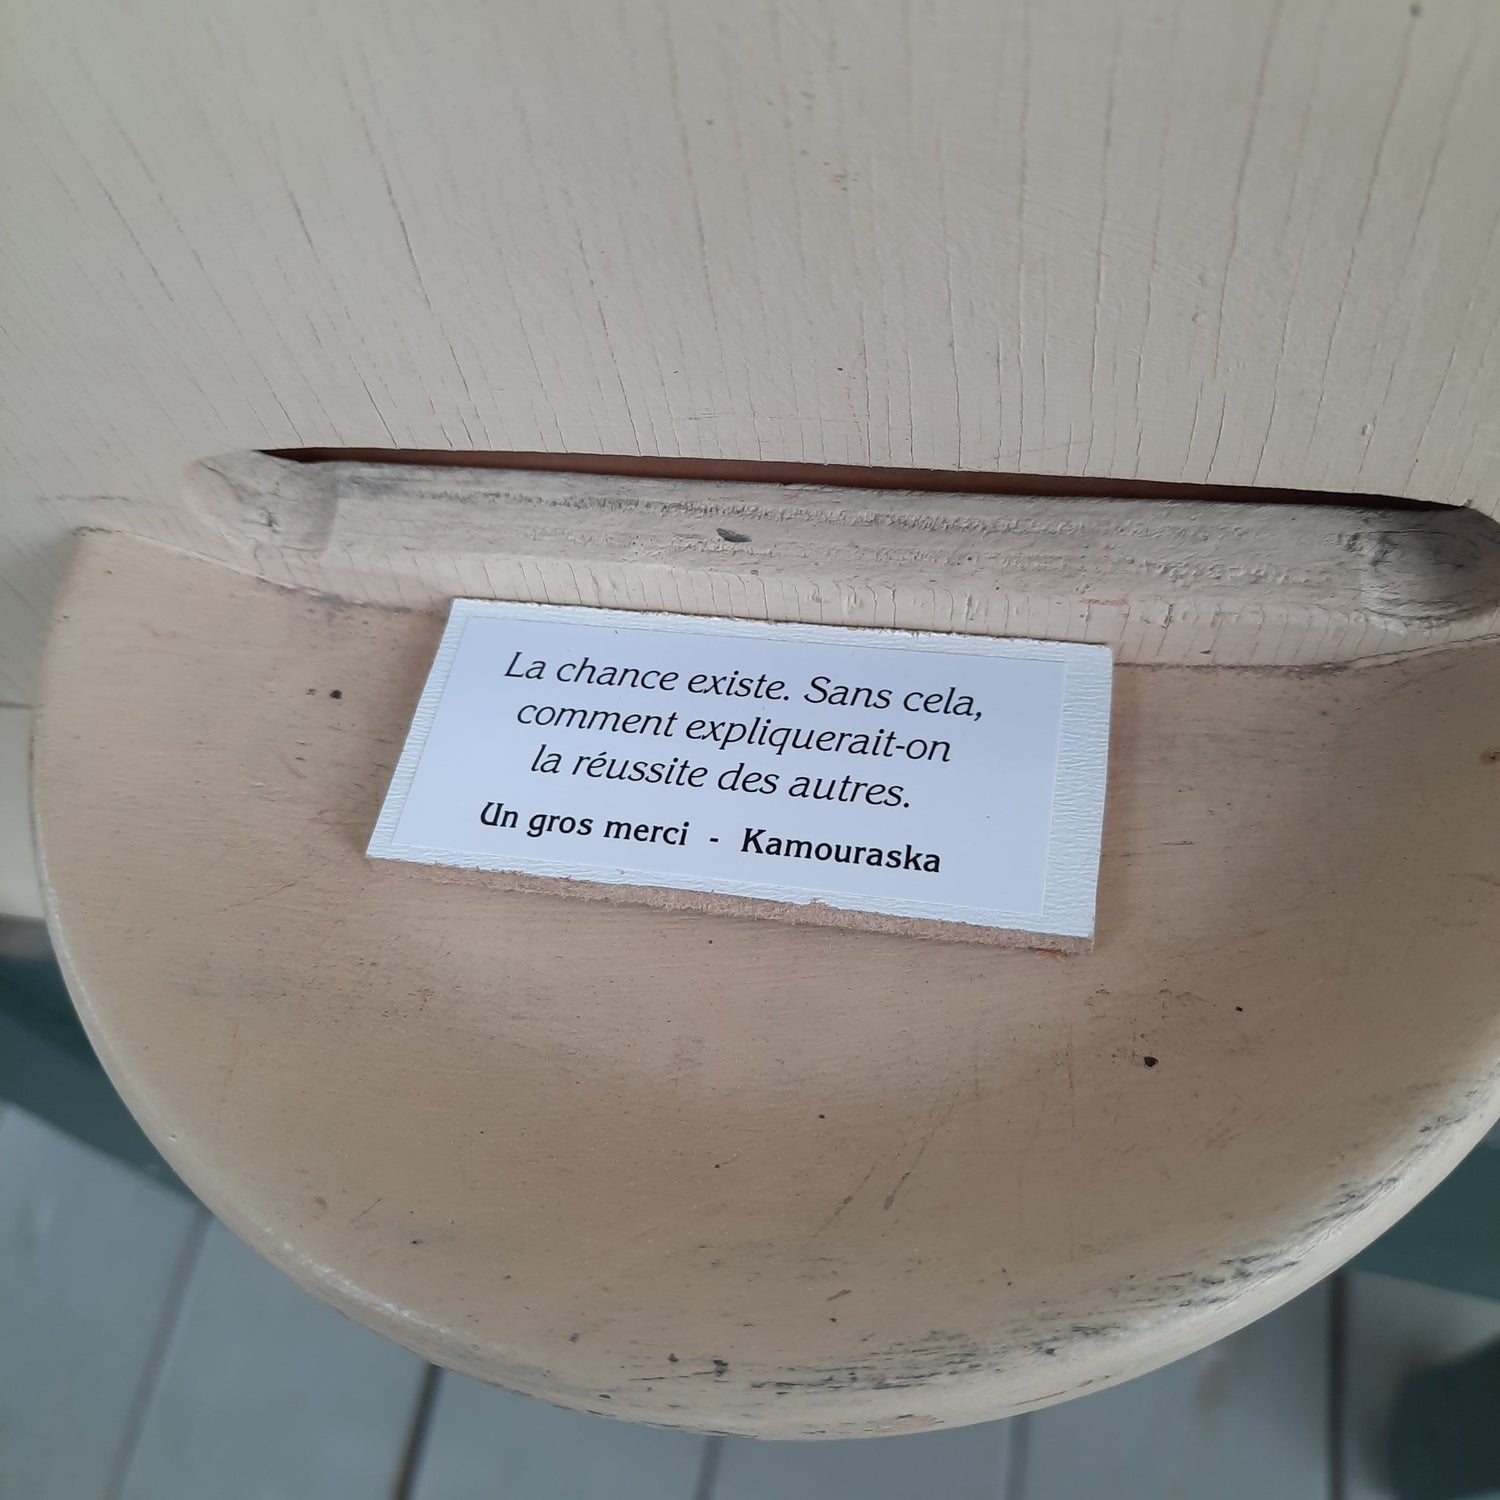 La chance existe. Sans cela,
comment expliquerait-on
la réussite des autres.
Un gros merci - Kamouraska